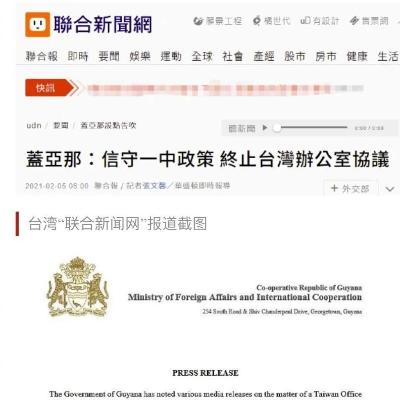 聯合新聞網
願景工程
橘世代
有設計
售票網
聯合報 即時 要聞 娛樂 運動 全球 社會 產經 股市 房市 健康 生活
快訊
udn / 要聞 / 蓋亞那設點告吹
聽新聞
0:00 / 0:00
蓋亞那：信守一中政策 終止台灣辦公室協議
2021-02-05 08:00 聯合報 / 記者張文馨／華盛頓即時報導
+ 外交部
台湾“联合新闻网”报道截图
Co-operative Republic of Guyana
Ministry of Foreign Affairs and International Cooperation
254 South Road & Shiv Chanderpaul Drive, Georgetown, Guyana
PRESS RELEASE
The Government of Guyana has noted various media releases on the matter of a Taiwan Office